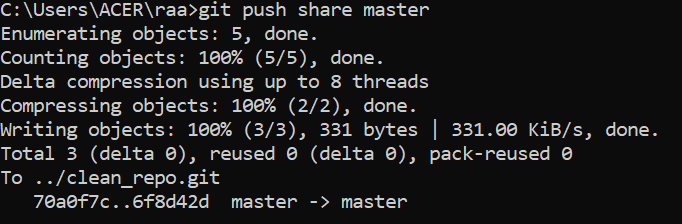 C:\Users\ACER\raa>git push share master
Enumerating objects: 5, done.
Counting objects: 100% (5/5), done.
Delta compression using up to 8 threads
Compressing objects: 100% (2/2), done.
Writing objects: 100% (3/3), 331 bytes | 331.00 KiB/s, done.
Total 3 (delta 0), reused 0 (delta 0), pack-reused 0
To ../clean_repo.git
   70a0f7c..6f8d42d  master -> master